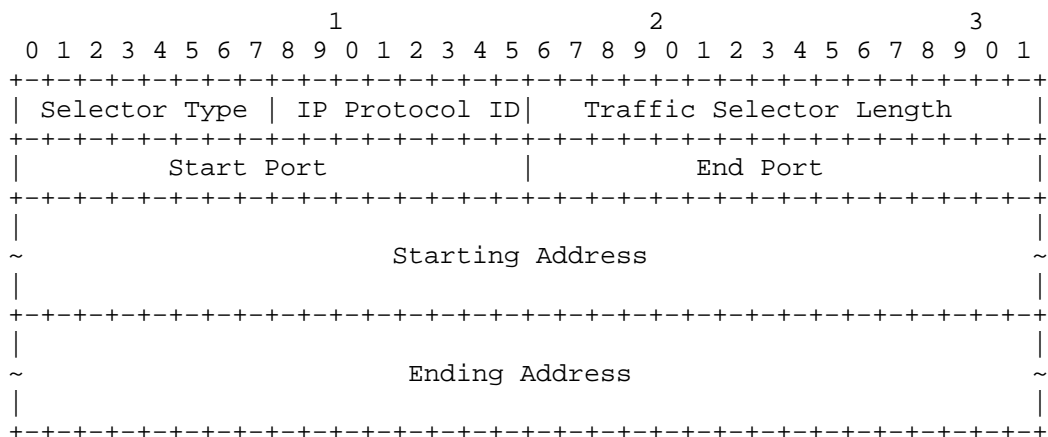 1                   2                   3
 0 1 2 3 4 5 6 7 8 9 0 1 2 3 4 5 6 7 8 9 0 1 2 3 4 5 6 7 8 9 0 1
+-+-+-+-+-+-+-+-+-+-+-+-+-+-+-+-+-+-+-+-+-+-+-+-+-+-+-+-+-+-+-+-+
| Selector Type | IP Protocol ID|    Traffic Selector Length    |
+-+-+-+-+-+-+-+-+-+-+-+-+-+-+-+-+-+-+-+-+-+-+-+-+-+-+-+-+-+-+-+-+
|         Start Port            |          End Port             |
+-+-+-+-+-+-+-+-+-+-+-+-+-+-+-+-+-+-+-+-+-+-+-+-+-+-+-+-+-+-+-+-+
|                                                               |
~                       Starting Address                        ~
|                                                               |
+-+-+-+-+-+-+-+-+-+-+-+-+-+-+-+-+-+-+-+-+-+-+-+-+-+-+-+-+-+-+-+-+
|                                                               |
~                        Ending Address                         ~
|                                                               |
+-+-+-+-+-+-+-+-+-+-+-+-+-+-+-+-+-+-+-+-+-+-+-+-+-+-+-+-+-+-+-+-+